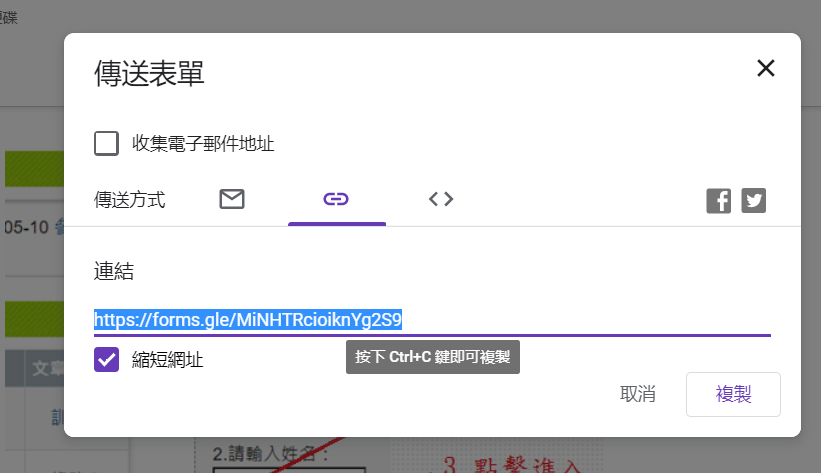 傳送表單
收集電子郵件地址
傳送方式
05-10
連結
https://forms.gle/MiNHTRcioiknYg2S9
按下 Ctrl+C 鍵即可複製
縮短網址
文章
取消
複製
2.請輸入姓名：
3.點擊進入